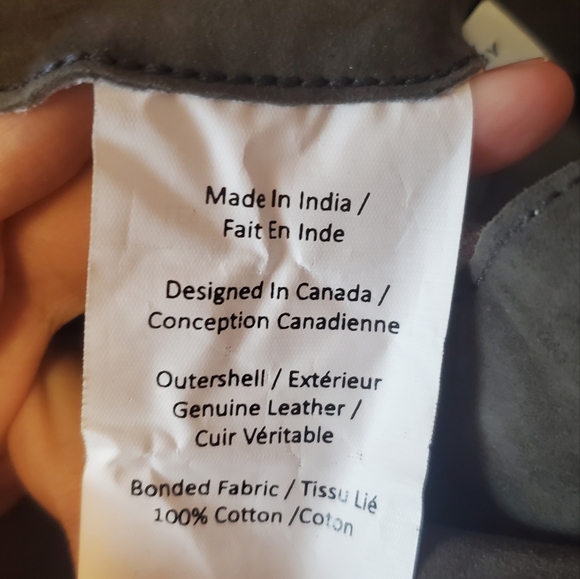 Made In India /
Fait En Inde
Designed In Canada /
Conception Canadienne
Outershell / Extérieur
Genuine Leather /
Cuir Véritable
Bonded Fabric / Tissu Lié
100% Cotton /Coton